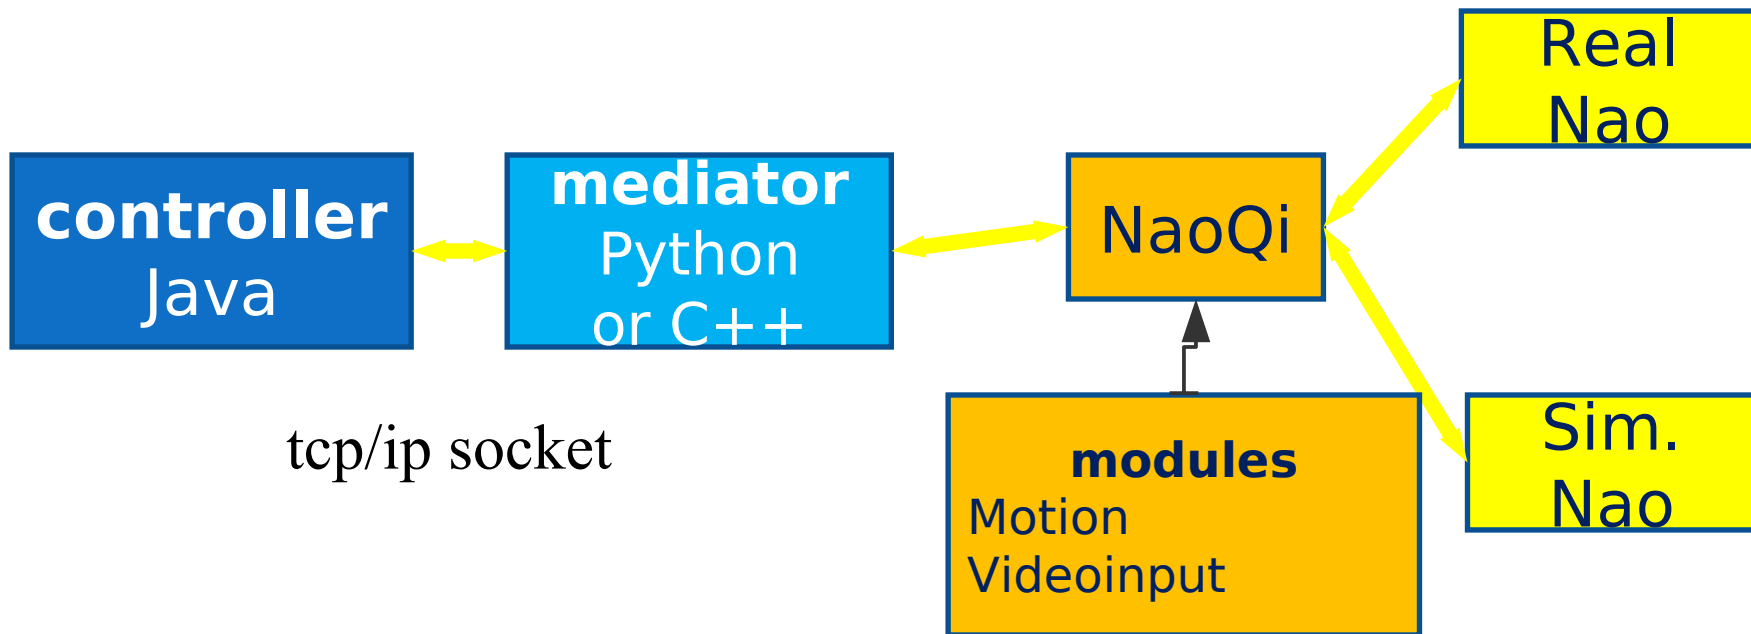 controller
Java
mediator
Python
or C++
NaoQi
Real
Nao
tcp/ip socket
modules
Motion
Videoinput
Sim.
Nao